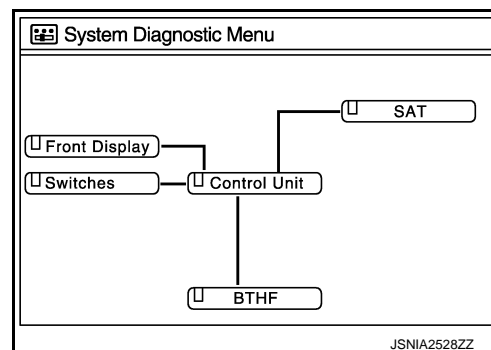 System Diagnostic Menu
SAT
Front Display
Switches
Control Unit
BTHF
JSNIA2528ZZ